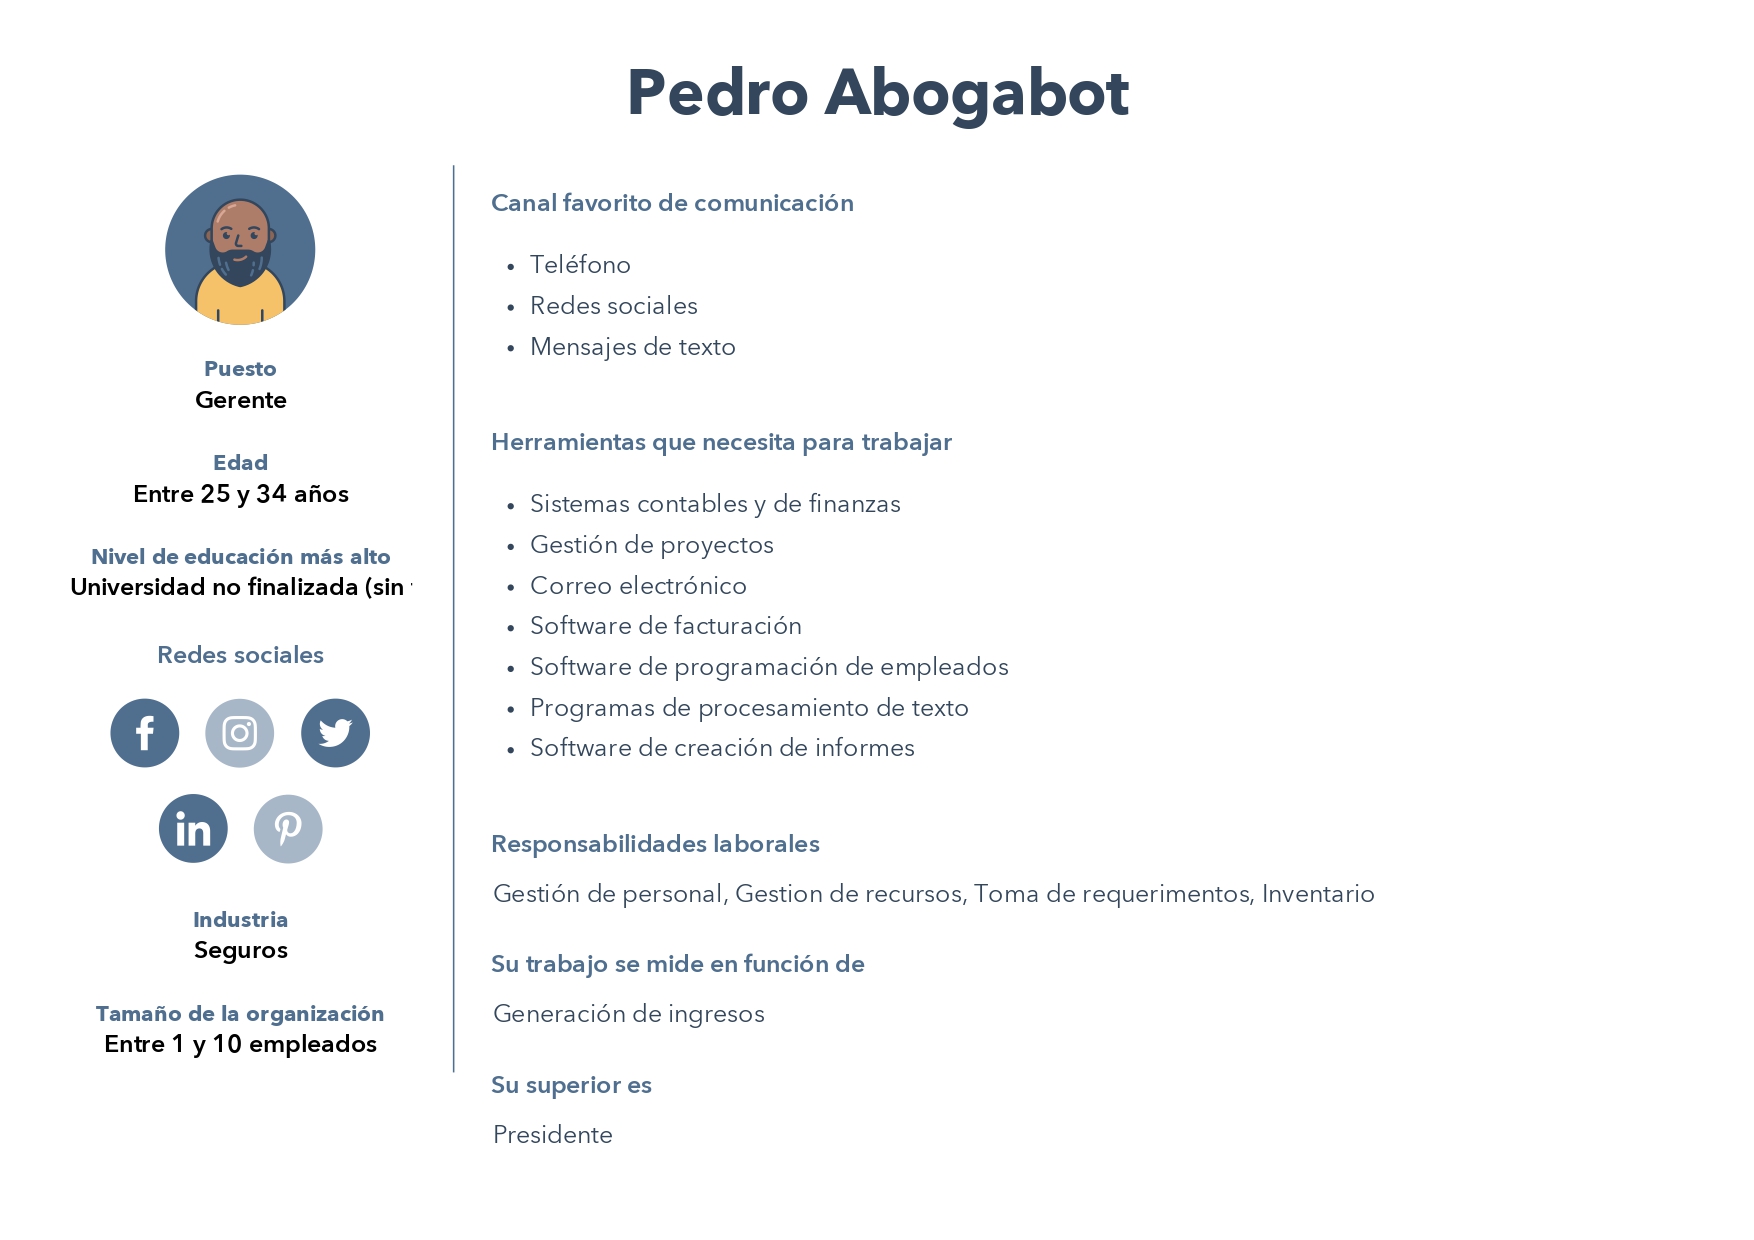 Pedro Abogabot
Puesto
Gerente
Edad
Entre 25 y 34 años
Nivel de educación más alto
Universidad no finalizada (sin
Redes sociales
Industria
Seguros
Tamaño de la organización
Entre 1 y 10 empleados
Canal favorito de comunicación
• Teléfono
• Redes sociales
• Mensajes de texto
Herramientas que necesita para trabajar
• Sistemas contables y de finanzas
• Gestión de proyectos
• Correo electrónico
• Software de facturación
• Software de programación de empleados
• Programas de procesamiento de texto
• Software de creación de informes
Responsabilidades laborales
Gestión de personal, Gestion de recursos, Toma de requerimentos, Inventario
Su trabajo se mide en función de
Generación de ingresos
Su superior es
Presidente